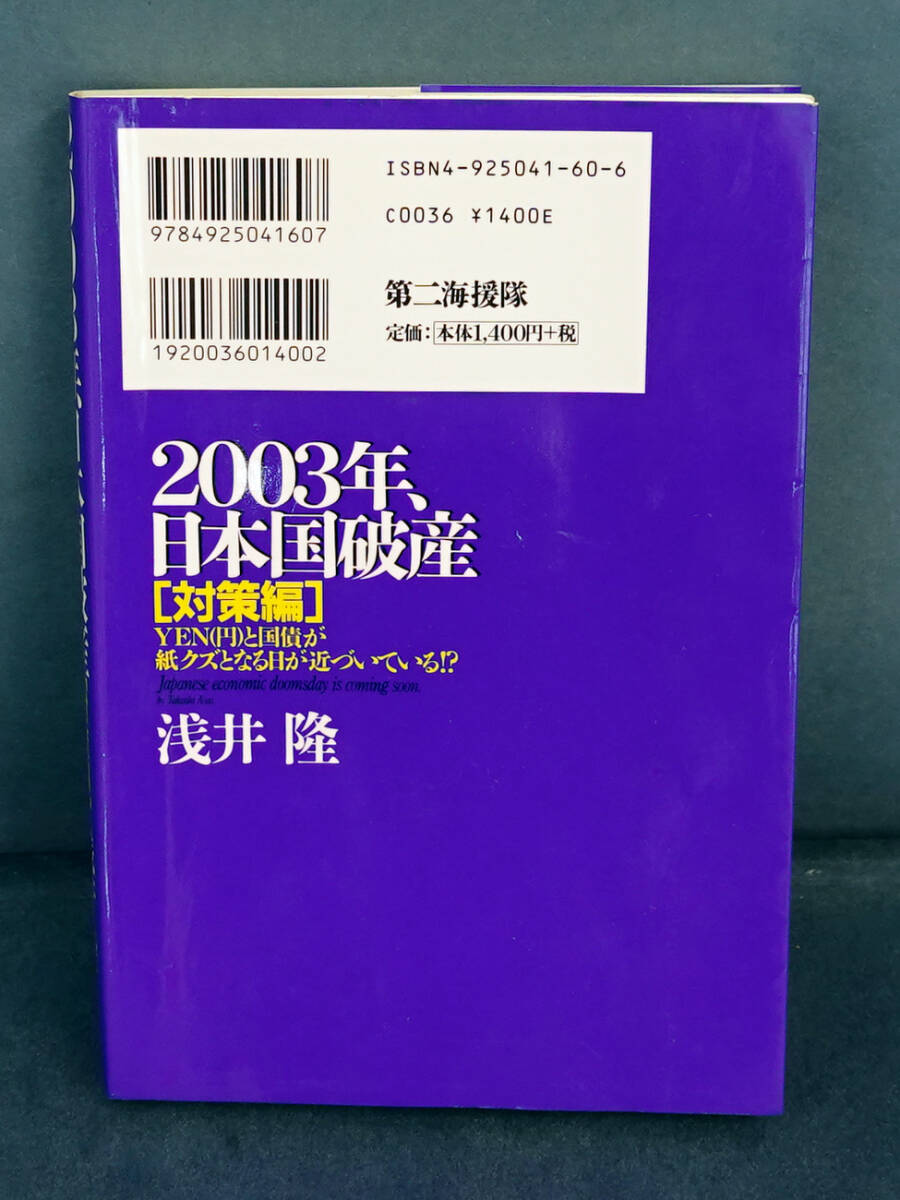 ISBN4-925041-60-6
C0036 ¥1400E
9784925041607
1920036014002
第二海援隊
定価：本体1,400円+税
2003年、
日本国破産
［対策編］
YEN(円)と国債が
紙クズとなる日が近づいている!?
Japanese economic doomsday is coming soon.
by Takashi Asai
浅井 隆